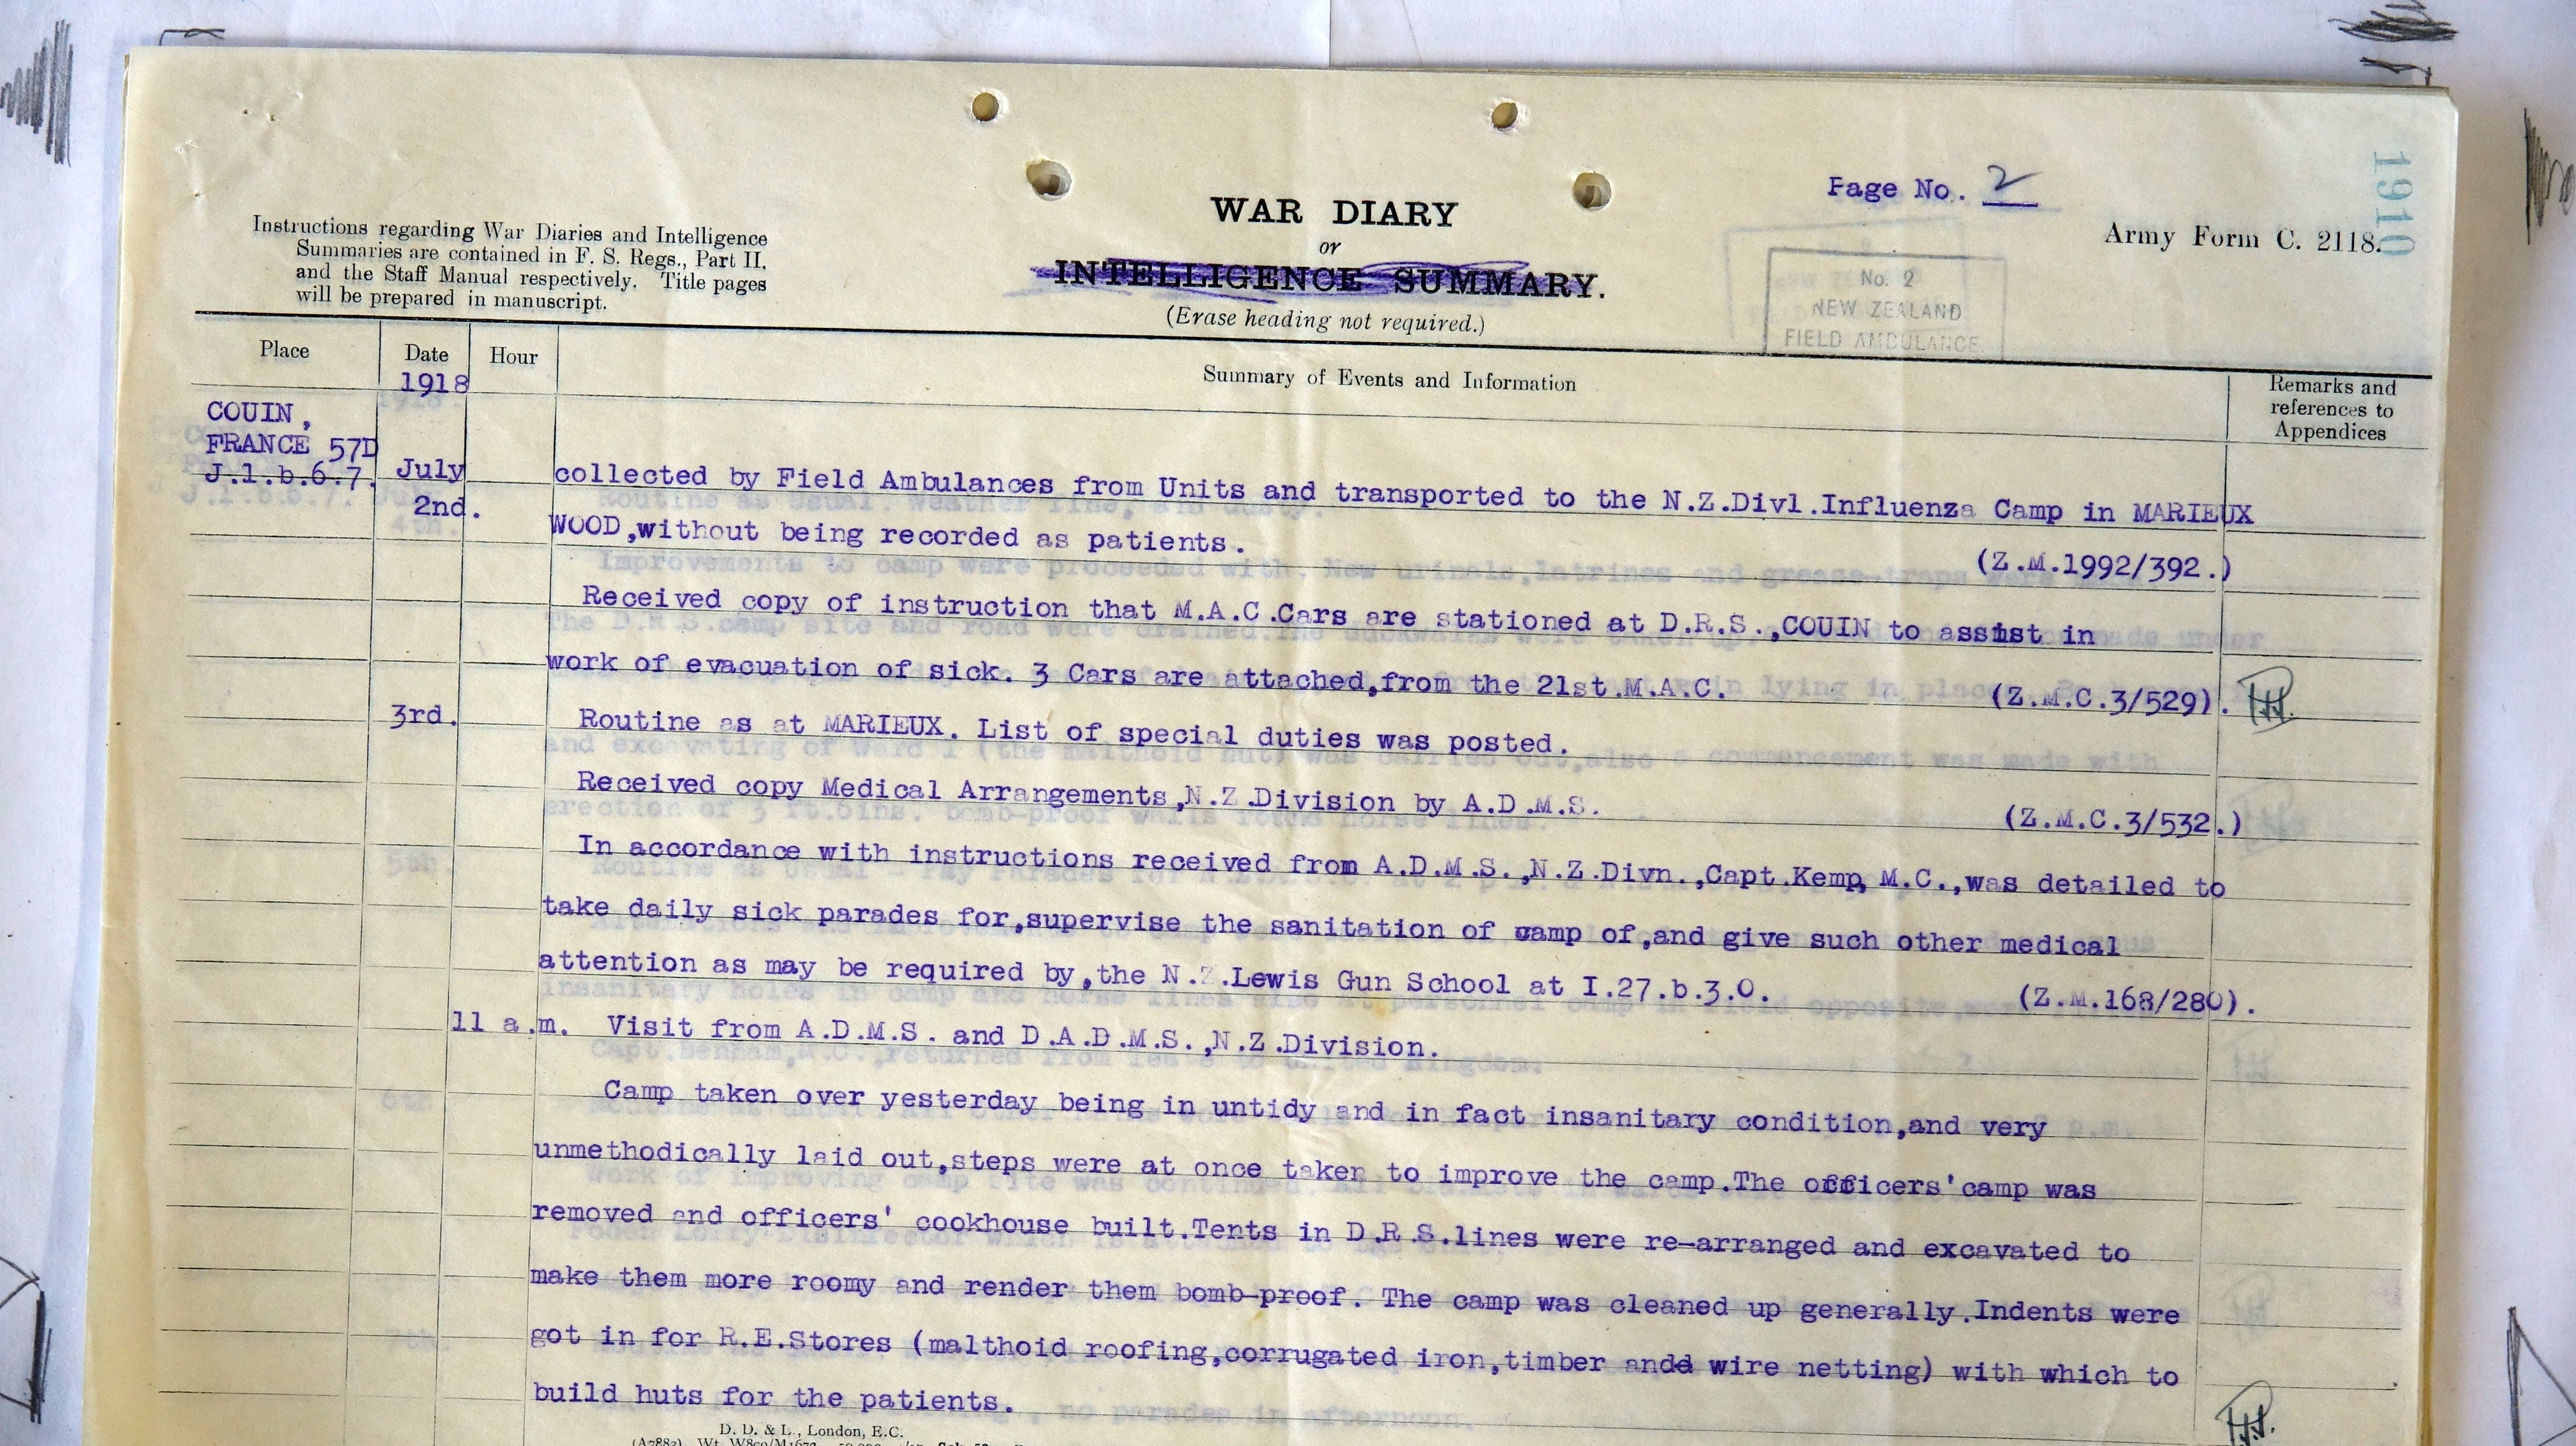 1910
Page No. 2
Army Form C. 2118.
WAR DIARY
or
INTELLIGENCE SUMMARY.
(Erase heading not required.)
Instructions regarding War Diaries and Intelligence
Summaries are contained in F. S. Regs., Part II.
and the Staff Manual respectively. Title pages
will be prepared in manuscript.
No. 2
NEW ZEALAND
FIELD AMBULANCE
Place
Date
1918
Hour
Summary of Events and Information
Remarks and
references to
Appendices
COUIN,
FRANCE 57D
J.1.b.6.7.
July
2nd.
collected by Field Ambulances from Units and transported to the N.Z.Divl.Influenza Camp in MARIEUX
WOOD,without being recorded as patients. (Z.M.1992/392.)
Received copy of instruction that M.A.C.Cars are stationed at D.R.S.,COUIN to assist in
work of evacuation of sick. 3 Cars are attached,from the 21st.M.A.C. (Z.M.C.3/529).
3rd. Routine as at MARIEUX. List of special duties was posted.
Received copy Medical Arrangements,N.Z.Division by A.D.M.S. (Z.M.C.3/532.)
In accordance with instructions received from A.D.M.S.,N.Z.Divn.,Capt.Kemp, M.C.,was detailed to
take daily sick parades for,supervise the sanitation of camp of,and give such other medical
attention as may be required by,the N.Z.Lewis Gun School at I.27.b.3.0. (Z.M.168/280).
11 a.m. Visit from A.D.M.S. and D.A.D.M.S.,N.Z.Division.
Camp taken over yesterday being in untidy and in fact insanitary condition,and very
unmethodically laid out,steps were at once taken to improve the camp.The officers'camp was
removed and officers' cookhouse built.Tents in D.R.S.lines were re-arranged and excavated to
make them more roomy and render them bomb-proof. The camp was cleaned up generally.Indents were
got in for R.E.Stores (malthoid roofing,corrugated iron,timber andd wire netting) with which to
build huts for the patients.
D. D. & L., London, E.C.